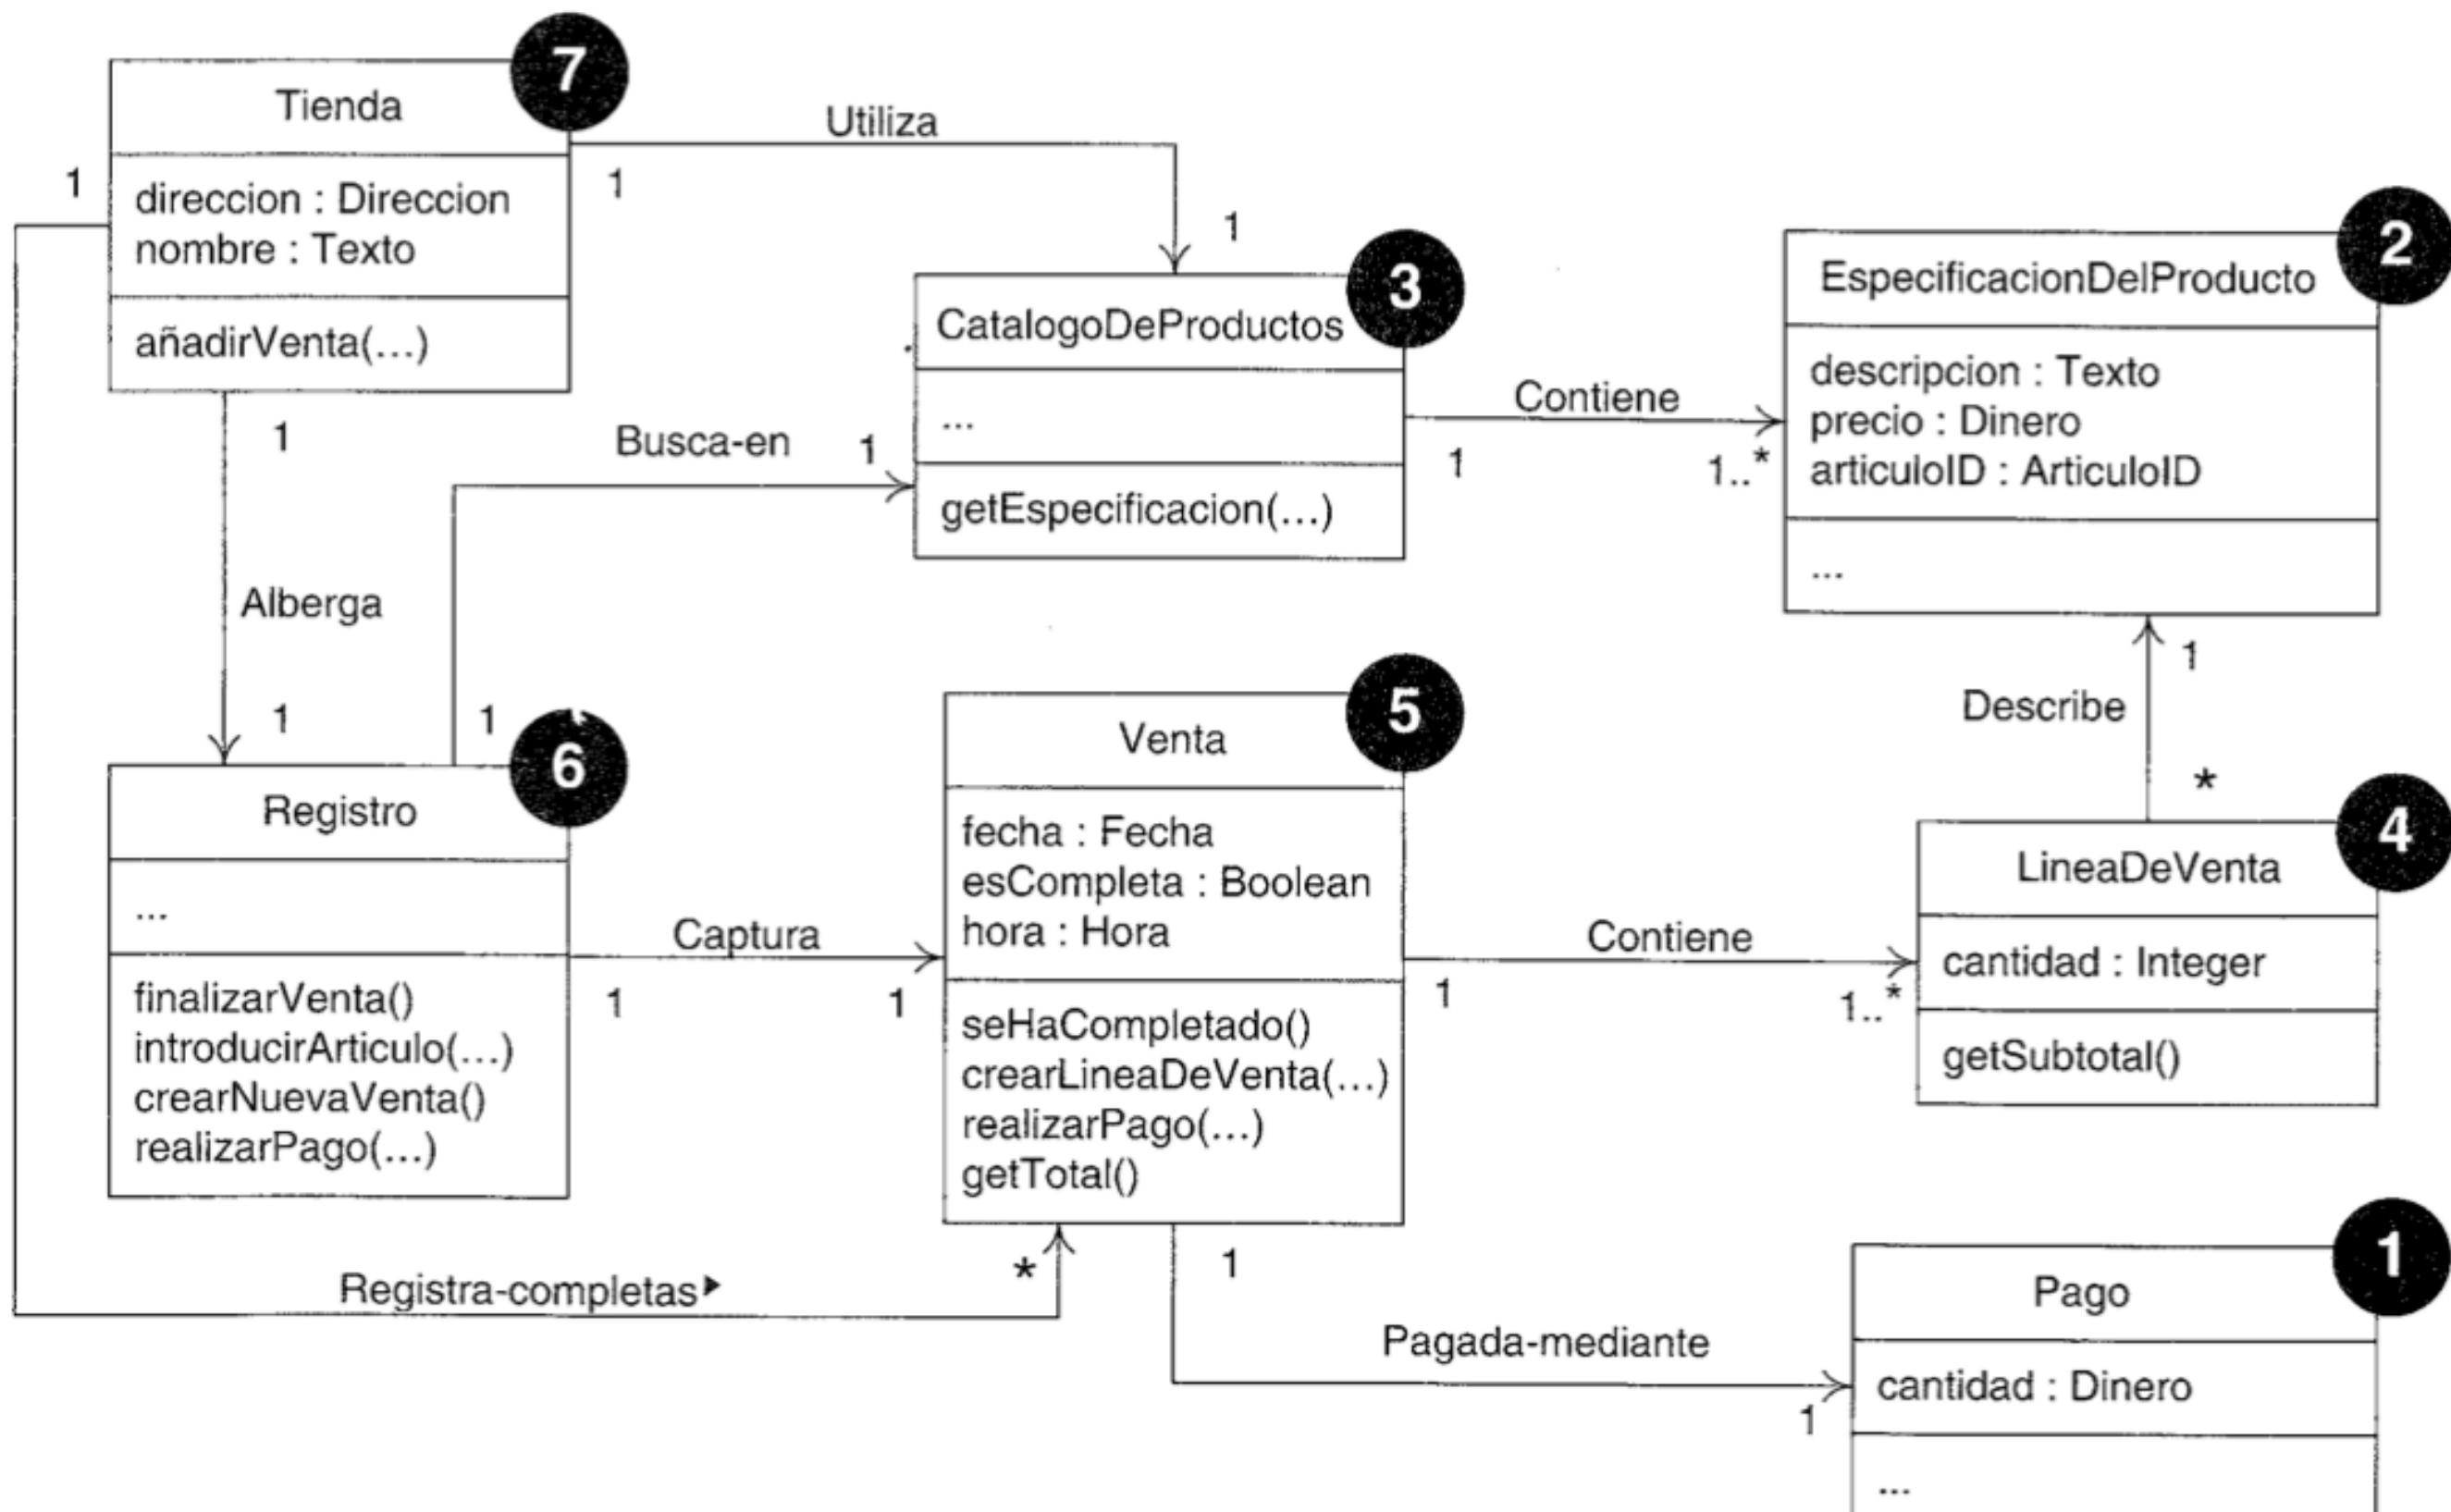 7
Tienda
direccion : Direccion
nombre : Texto
añadirVenta(...)
1
1
Utiliza
1
3
CatalogoDeProductos
...
getEspecificacion(...)
Contiene
1
1..*
2
EspecificacionDelProducto
descripcion : Texto
precio : Dinero
articuloID : ArticuloID
...
1
Alberga
1
Busca-en
1
1
6
Registro
...
finalizarVenta()
introducirArticulo(...)
crearNuevaVenta()
realizarPago(...)
Captura
1
1
5
Venta
fecha : Fecha
esCompleta : Boolean
hora : Hora
seHaCompletado()
crearLineaDeVenta(...)
realizarPago(...)
getTotal()
Contiene
1
1..*
1
Describe
*
4
LineaDeVenta
cantidad : Integer
getSubtotal()
Registra-completas
*
1
Pagada-mediante
1
1
Pago
cantidad : Dinero
...